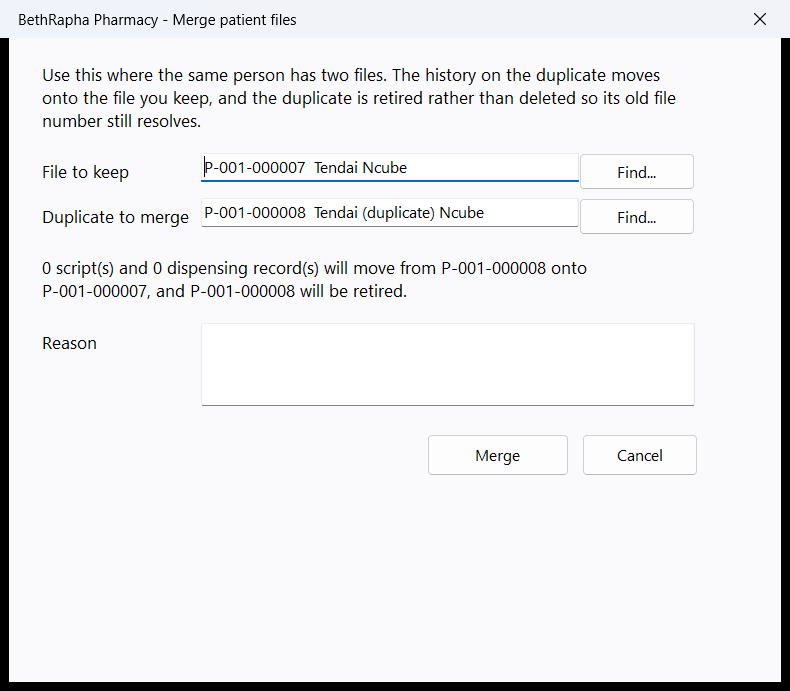 BethRapha Pharmacy - Merge patient files
Use this where the same person has two files. The history on the duplicate moves
onto the file you keep, and the duplicate is retired rather than deleted so its old file
number still resolves.
File to keep
P-001-000007  Tendai Ncube
Find...
Duplicate to merge
P-001-000008  Tendai (duplicate) Ncube
Find...
0 script(s) and 0 dispensing record(s) will move from P-001-000008 onto
P-001-000007, and P-001-000008 will be retired.
Reason
Merge
Cancel